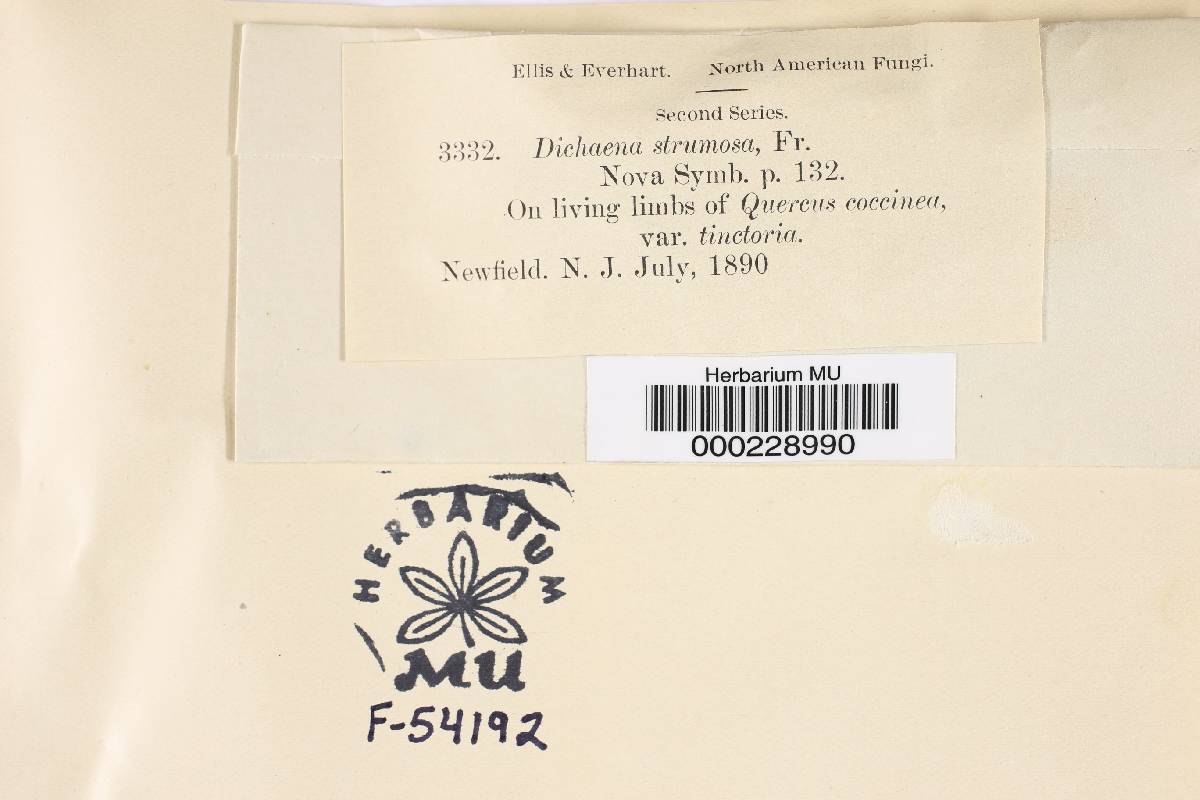 Ellis & Everhart. North American Fungi.
Second Series.
3332. Dichaena strumosa, Fr.
Nova Symb. p. 132.
On living limbs of Quercus coccinea,
var. tinctoria.
Newfield. N. J. July, 1890
Herbarium MU
000228990
HERBARIUM
MU
F-54192